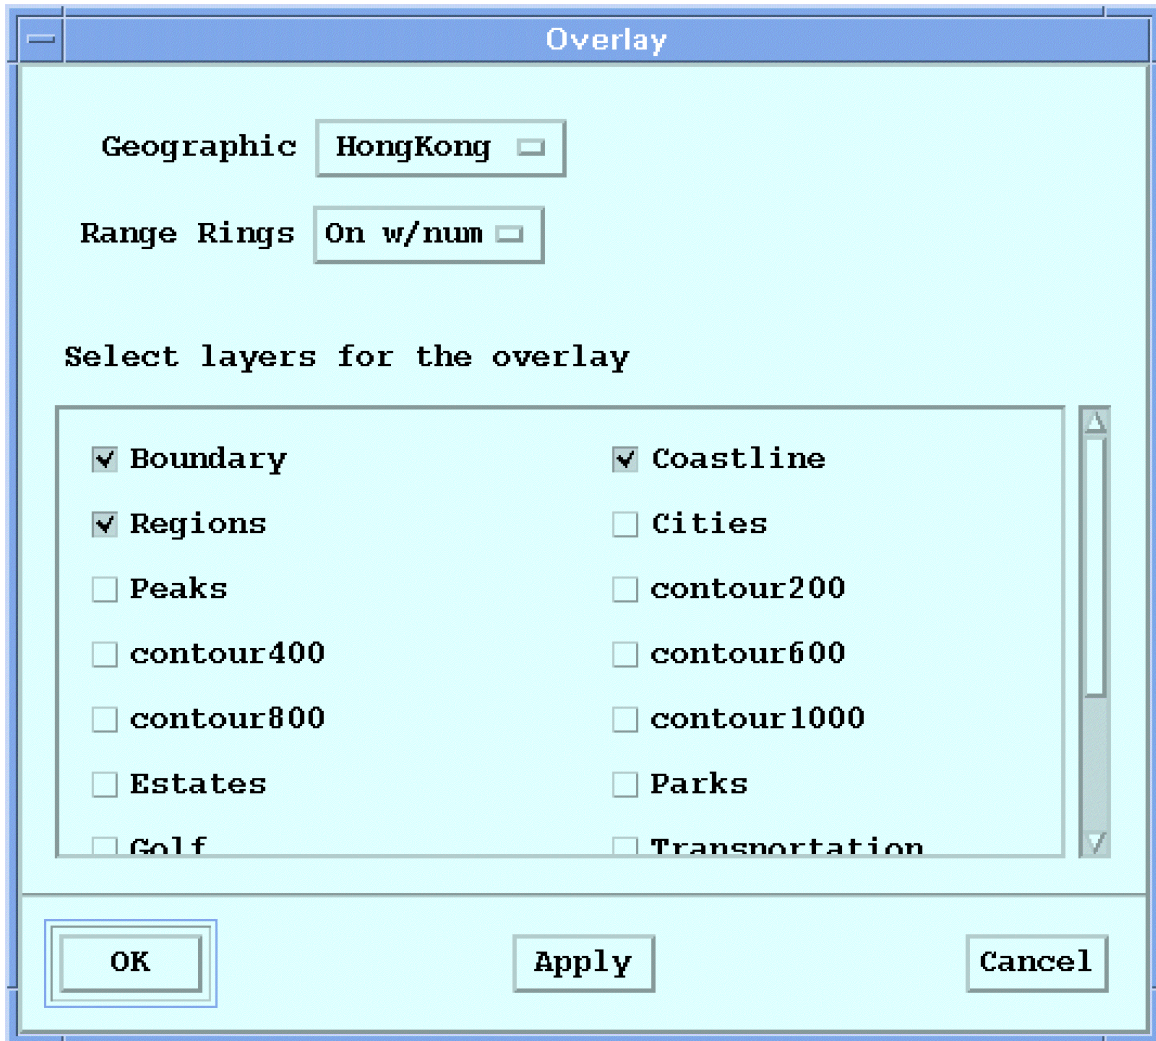 Overlay
Geographic HongKong
Range Rings On w/num
Select layers for the overlay
Boundary Coastline
Regions Cities
Peaks contour200
contour400 contour600
contour800 contour1000
Estates Parks
Golf Transportation
OK Apply Cancel